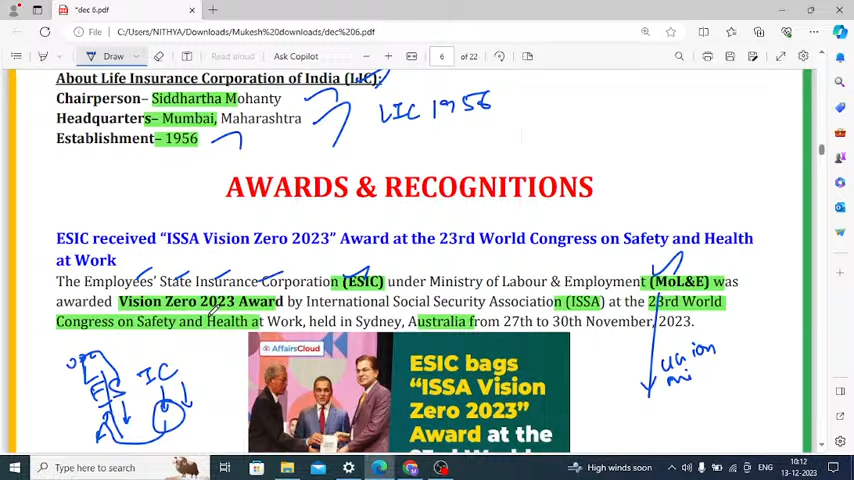 *dec 6.pdf
File
C:/Users/NITHYA/Downloads/Mukesh%20downloads/dec%206.pdf
Draw
Read aloud
Ask Copilot
6
of 22
About Life Insurance Corporation of India (LIC):
Chairperson– Siddhartha Mohanty
Headquarters– Mumbai, Maharashtra
Establishment– 1956
LIC 1956
AWARDS & RECOGNITIONS
ESIC received “ISSA Vision Zero 2023” Award at the 23rd World Congress on Safety and Health
at Work
The Employees’ State Insurance Corporation (ESIC) under Ministry of Labour & Employment (MoL&E) was
awarded Vision Zero 2023 Award by International Social Security Association (ISSA) at the 23rd World
Congress on Safety and Health at Work, held in Sydney, Australia from 27th to 30th November, 2023.
IC
ES
union
AffairsCloud
ESIC bags
“ISSA Vision
Zero 2023”
Award at the
Type here to search
High winds soon
ENG
10:12
13-12-2023